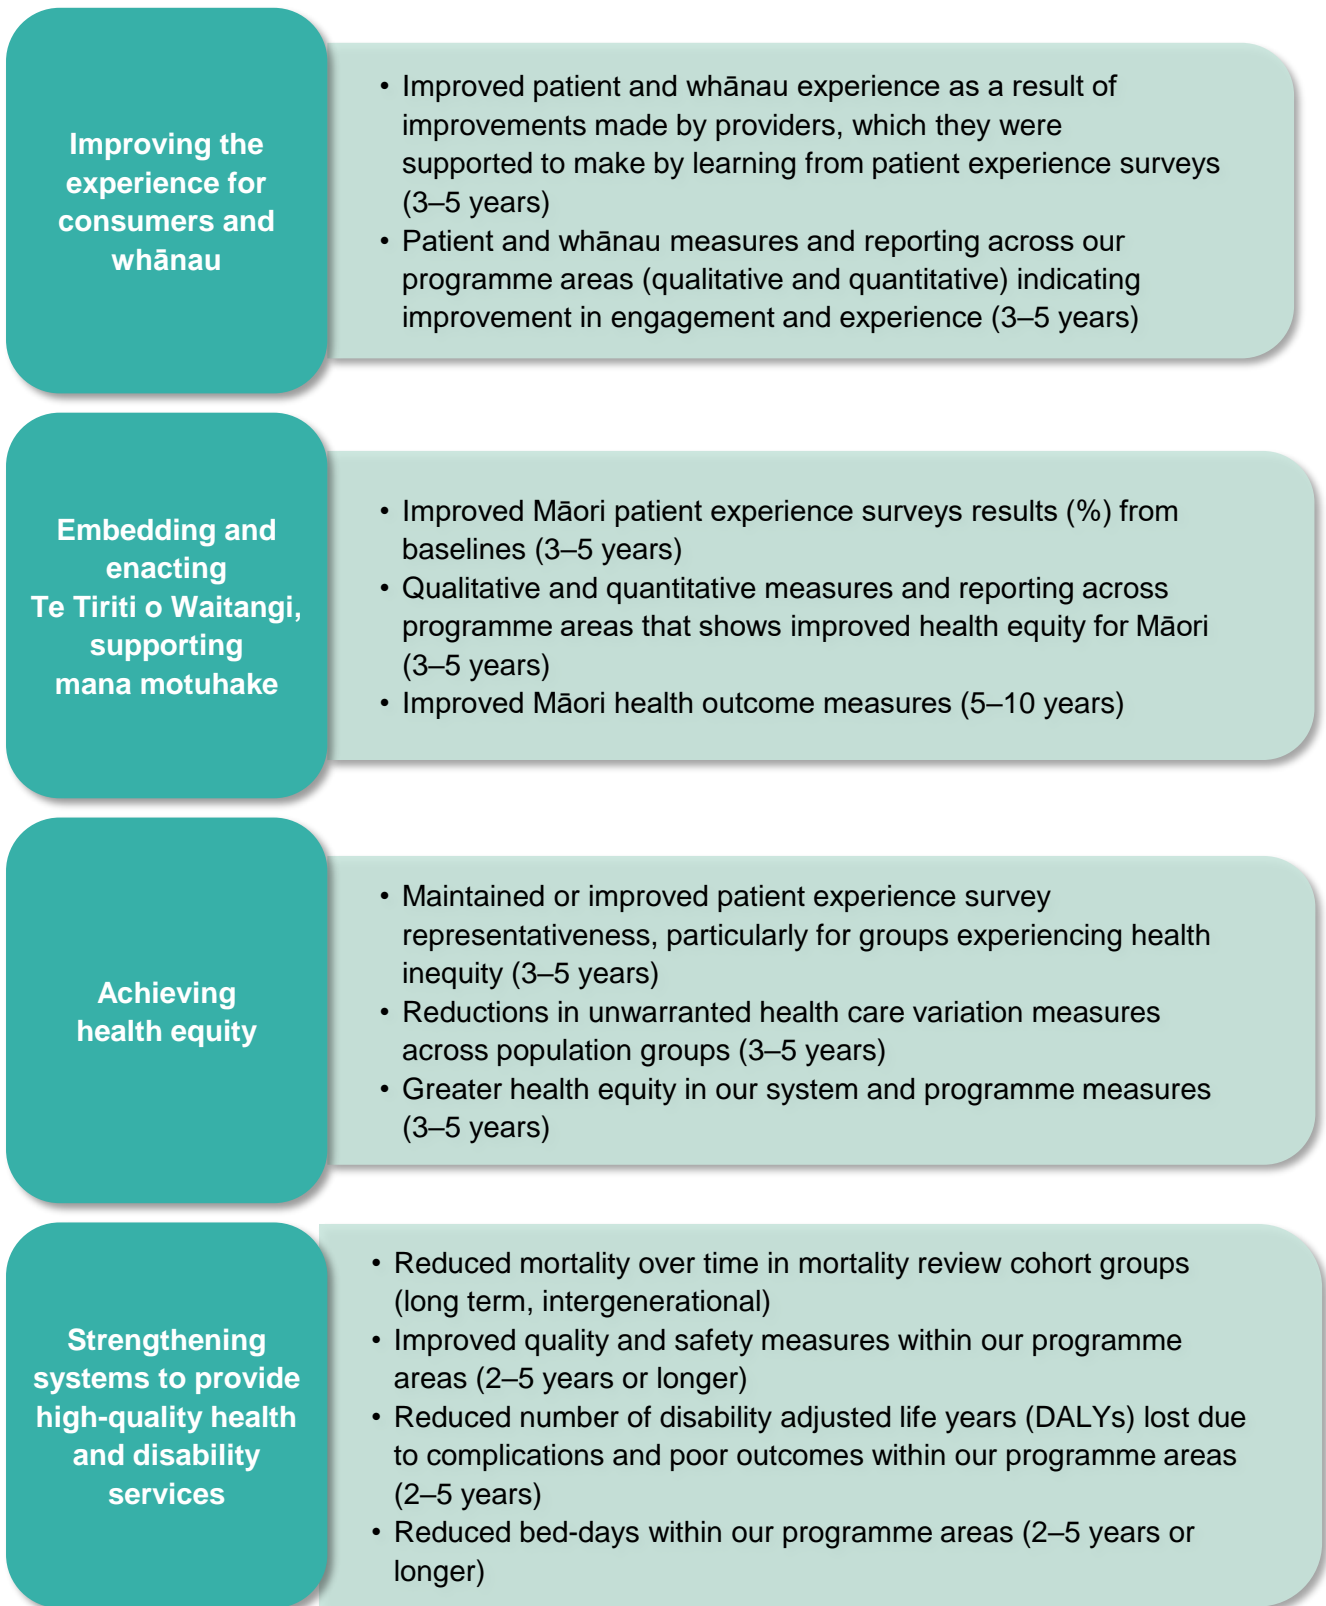 Improving the
experience for
consumers and
whānau
• Improved patient and whānau experience as a result of
improvements made by providers, which they were
supported to make by learning from patient experience surveys
(3–5 years)
• Patient and whānau measures and reporting across our
programme areas (qualitative and quantitative) indicating
improvement in engagement and experience (3–5 years)
Embedding and
enacting
Te Tiriti o Waitangi,
supporting
mana motuhake
• Improved Māori patient experience surveys results (%) from
baselines (3–5 years)
• Qualitative and quantitative measures and reporting across
programme areas that shows improved health equity for Māori
(3–5 years)
• Improved Māori health outcome measures (5–10 years)
Achieving
health equity
• Maintained or improved patient experience survey
representativeness, particularly for groups experiencing health
inequity (3–5 years)
• Reductions in unwarranted health care variation measures
across population groups (3–5 years)
• Greater health equity in our system and programme measures
(3–5 years)
Strengthening
systems to provide
high-quality health
and disability
services
• Reduced mortality over time in mortality review cohort groups
(long term, intergenerational)
• Improved quality and safety measures within our programme
areas (2–5 years or longer)
• Reduced number of disability adjusted life years (DALYs) lost due
to complications and poor outcomes within our programme areas
(2–5 years)
• Reduced bed-days within our programme areas (2–5 years or
longer)